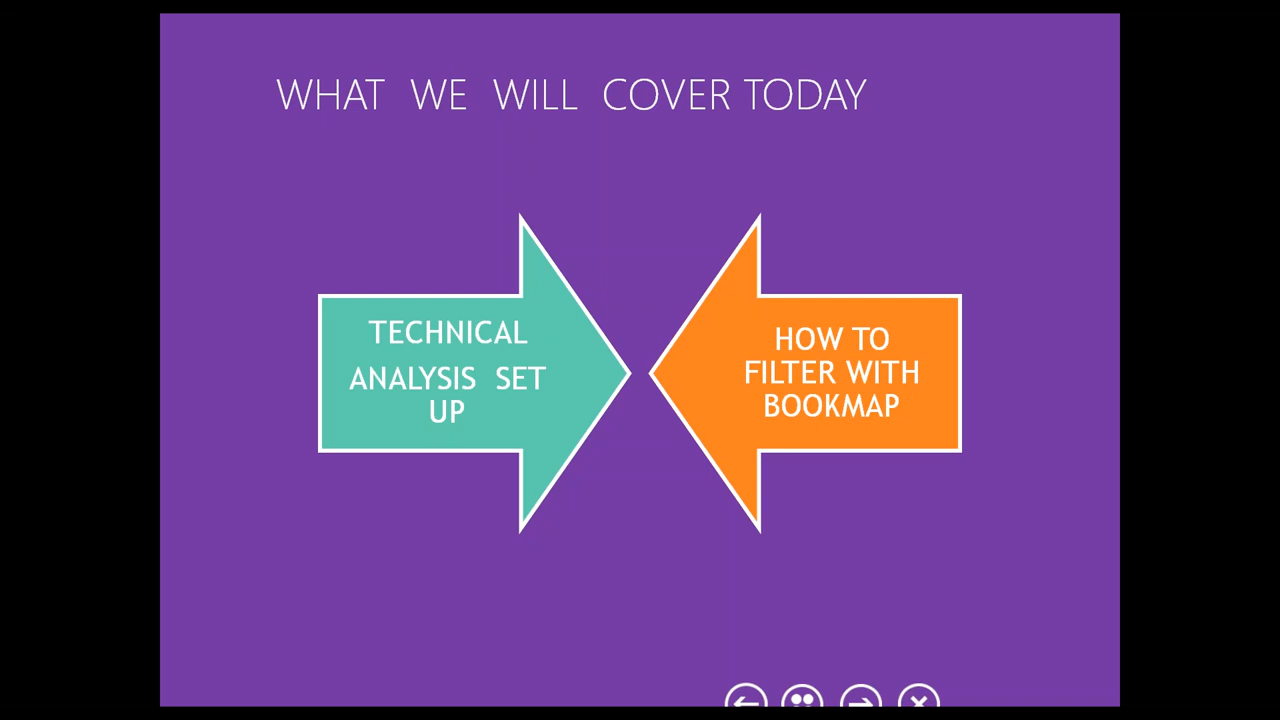 WHAT WE WILL COVER TODAY
TECHNICAL
ANALYSIS SET
UP
HOW TO
FILTER WITH
BOOKMAP